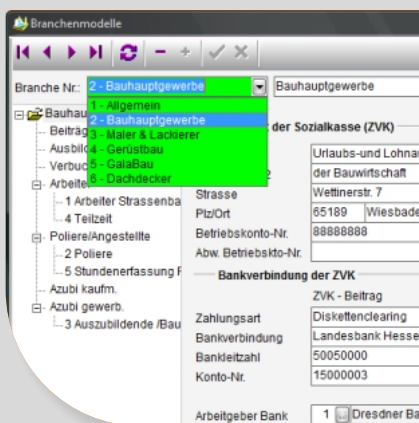 Branchenmodelle
Branche Nr.: 2 - Bauhauptgewerbe Bauhauptgewerbe
1 - Allgemein
2 - Bauhauptgewerbe
3 - Maler & Lackierer
4 - Gerüstbau
5 - GalaBau
6 - Dachdecker
Bauhau
Beiträg
Ausbild
Verbuc
Arbeiter
1 Arbeiter Strassenba
4 Teilzeit
Poliere/Angestellte
2 Poliere
5 Stundenerfassung F
Azubi kaufm.
Azubi gewerb.
3 Auszubildende /Bau
t der Sozialkasse (ZVK)
Urlaubs-und Lohna
2 der Bauwirtschaft
Strasse Wettinerstr. 7
Plz/Ort 65189 Wiesbade
Betriebskonto-Nr. 88888888
Abw. Betriebskto-Nr.
Bankverbindung der ZVK
ZVK - Beitrag
Zahlungsart Diskettenclearing
Bankverbindung Landesbank Hesse
Bankleitzahl 50050000
Konto-Nr. 15000003
Arbeitgeber Bank 1 Dresdner Ba